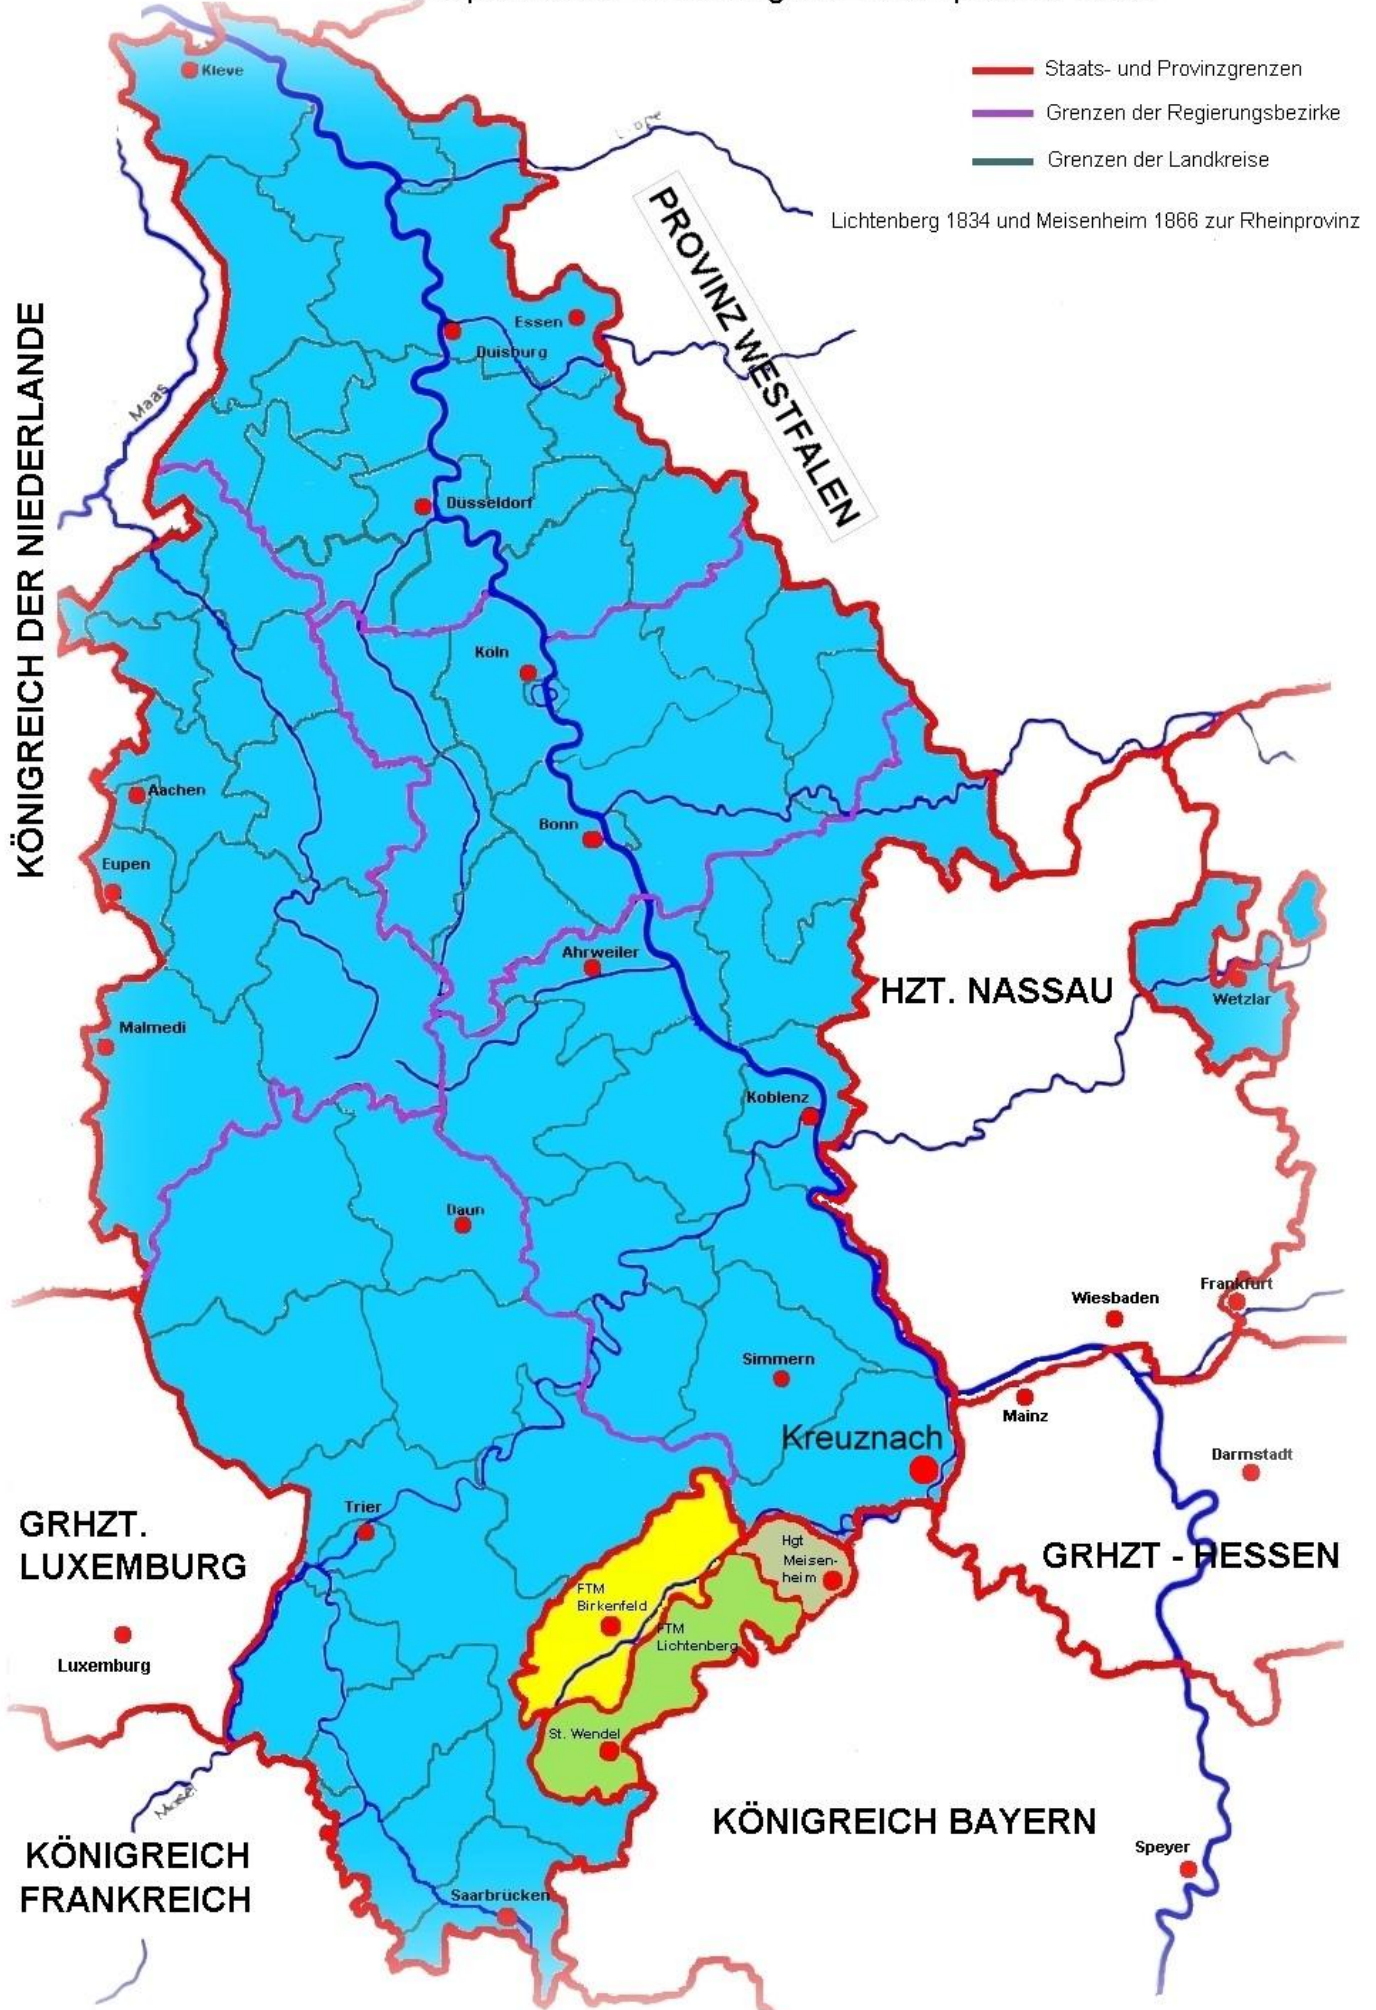 Staats- und Provinzgrenzen
Grenzen der Regierungsbezirke
Grenzen der Landkreise
Lichtenberg 1834 und Meisenheim 1866 zur Rheinprovinz
Kleve
PROVINZ WESTFALEN
KÖNIGREICH DER NIEDERLANDE
Essen
Duisburg
Maas
Düsseldorf
Köln
Aachen
Bonn
Eupen
Ahrweiler
HZT. NASSAU
Wetzlar
Malmedi
Koblenz
Daun
Wiesbaden
Frankfurt
Simmern
Mainz
Kreuznach
Darmstadt
Trier
GRHZT.
LUXEMBURG
Luxemburg
Hgt
Meisen-
heim
GRHZT - HESSEN
FTM
Birkenfeld
FTM
Lichtenberg
St. Wendel
Mosel
KÖNIGREICH BAYERN
Speyer
KÖNIGREICH
FRANKREICH
Saarbrücken